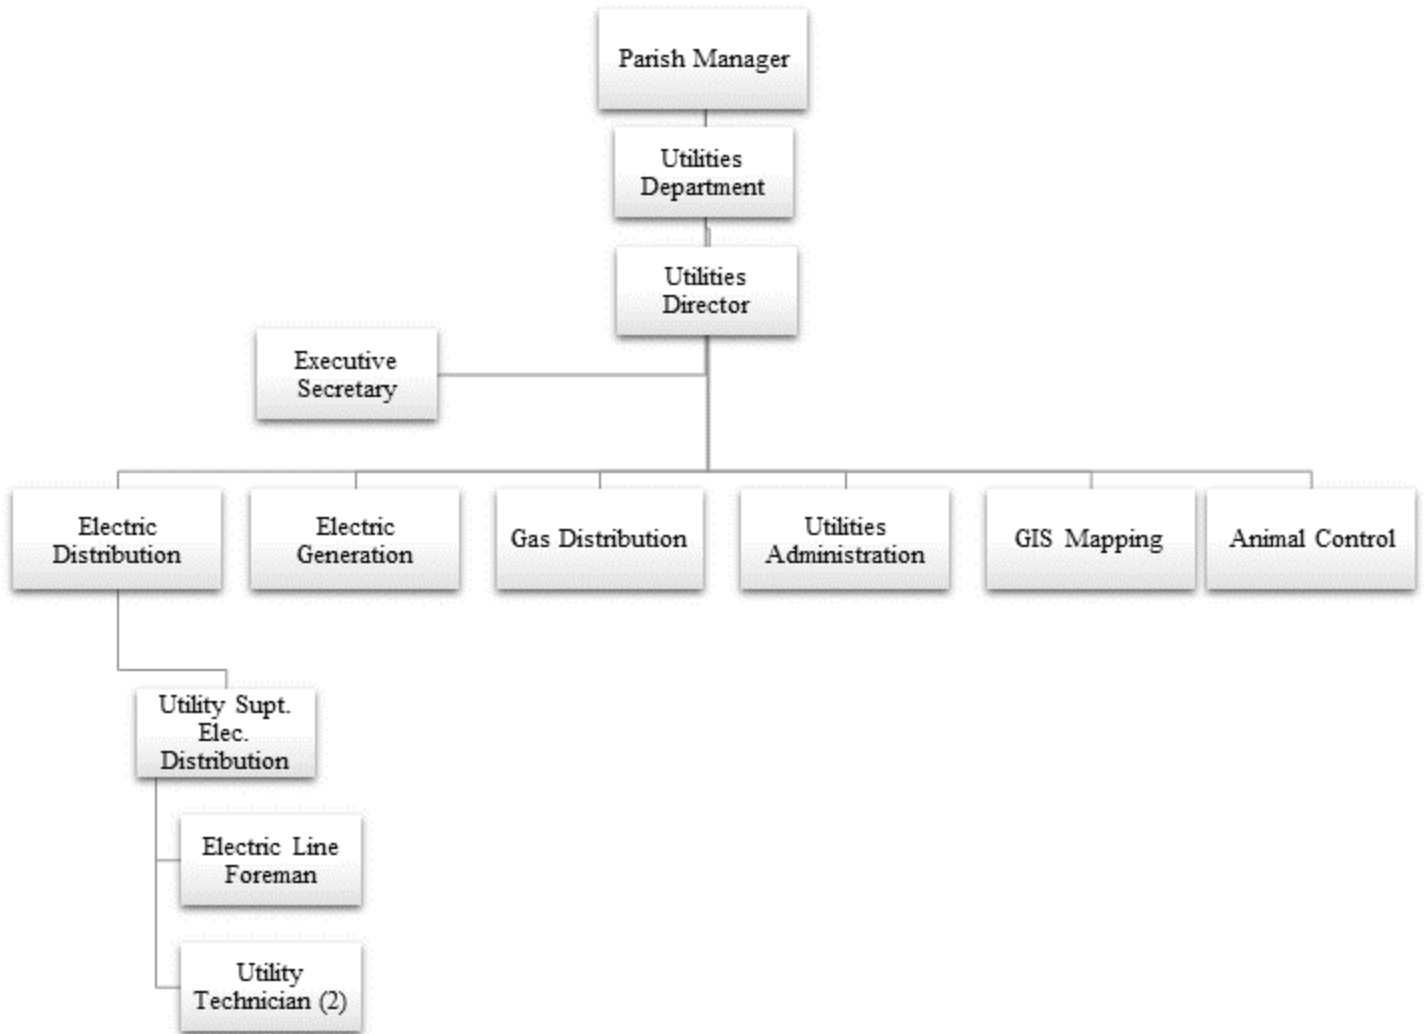 Parish Manager
Utilities
Department
Utilities
Director
Executive
Secretary
Electric
Distribution
Electric
Generation
Gas Distribution
Utilities
Administration
GIS Mapping
Animal Control
Utility Supt.
Elec.
Distribution
Electric Line
Foreman
Utility
Technician (2)